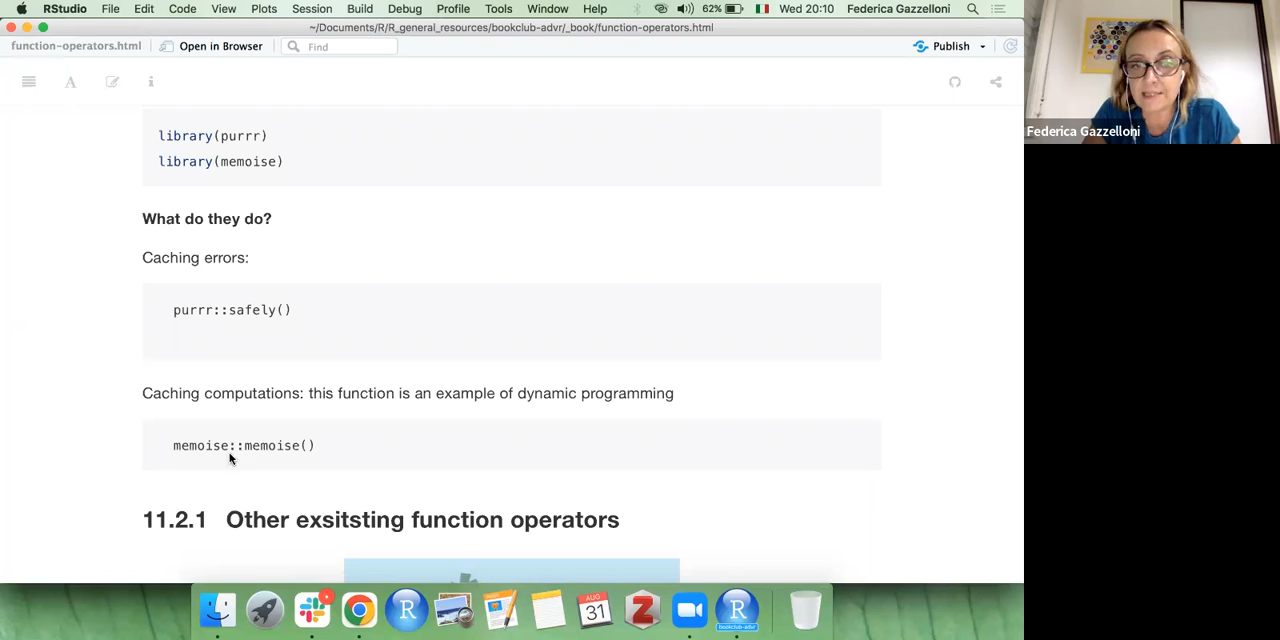 RStudio File Edit Code View Plots Session Build Debug Profile Tools Window Help 62% Wed 20:10 Federica Gazzelloni
~/Documents/R/R_general_resources/bookclub-advr/_book/function-operators.html
function-operators.html Open in Browser Find Publish
library(purrr)
library(memoise)
What do they do?
Caching errors:
purrr::safely()
Caching computations: this function is an example of dynamic programming
memoise::memoise()
11.2.1 Other exsitsting function operators
AUG
31
bookclub-advr
Federica Gazzelloni